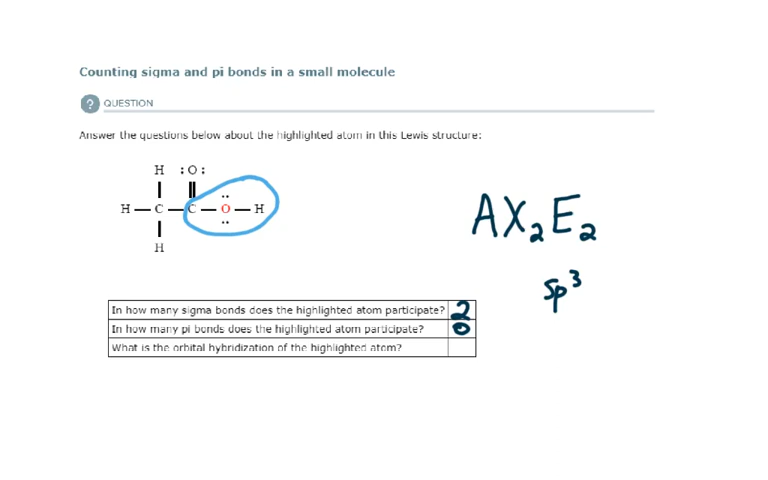 Counting sigma and pi bonds in a small molecule
? QUESTION
Answer the questions below about the highlighted atom in this Lewis structure:
H :O:
H — C — C — O — H
H
AX₂E₂
sp³
In how many sigma bonds does the highlighted atom participate? 2
In how many pi bonds does the highlighted atom participate? 0
What is the orbital hybridization of the highlighted atom?